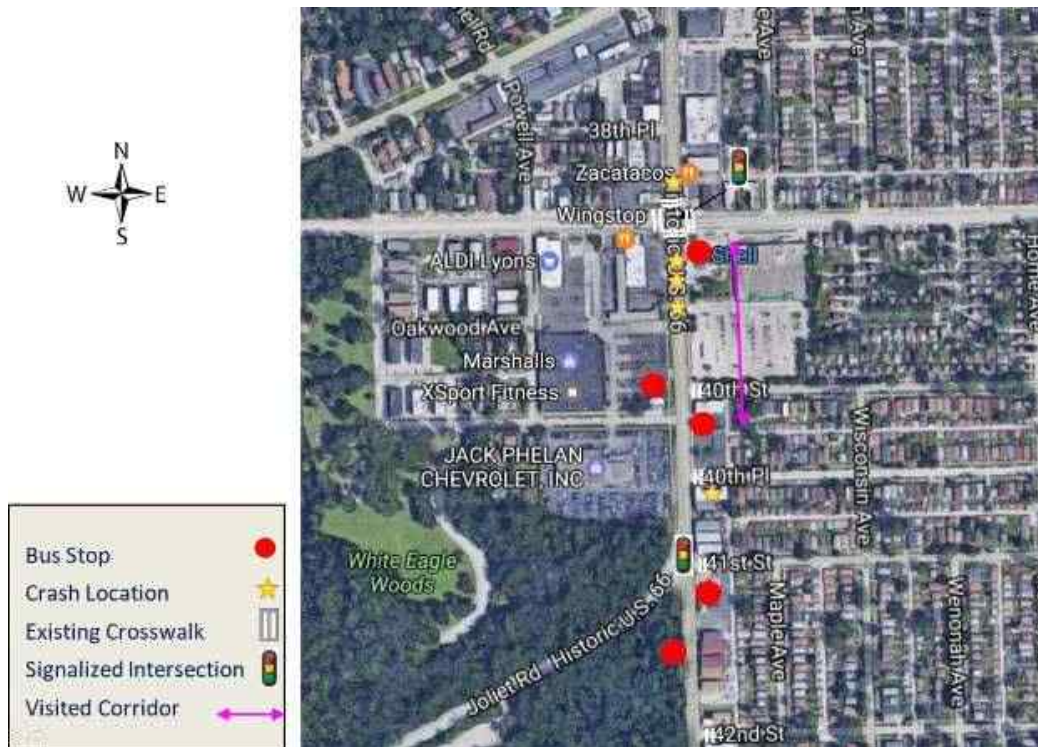 N
W E
S
Bus Stop
Crash Location
Existing Crosswalk
Signalized Intersection
Visited Corridor
Powell Ave
38th Pl
Zacatacos
Wingstop
Shell
ALDI Lyons
Oakwood Ave
Marshalls
XSport Fitness
40th St
JACK PHELAN
CHEVROLET, INC
40th Pl
White Eagle
Woods
41st St
Joliet Rd Historic U.S. 66
42nd St
Maple Ave
Wisconsin Ave
Wenonah Ave
Home Ave